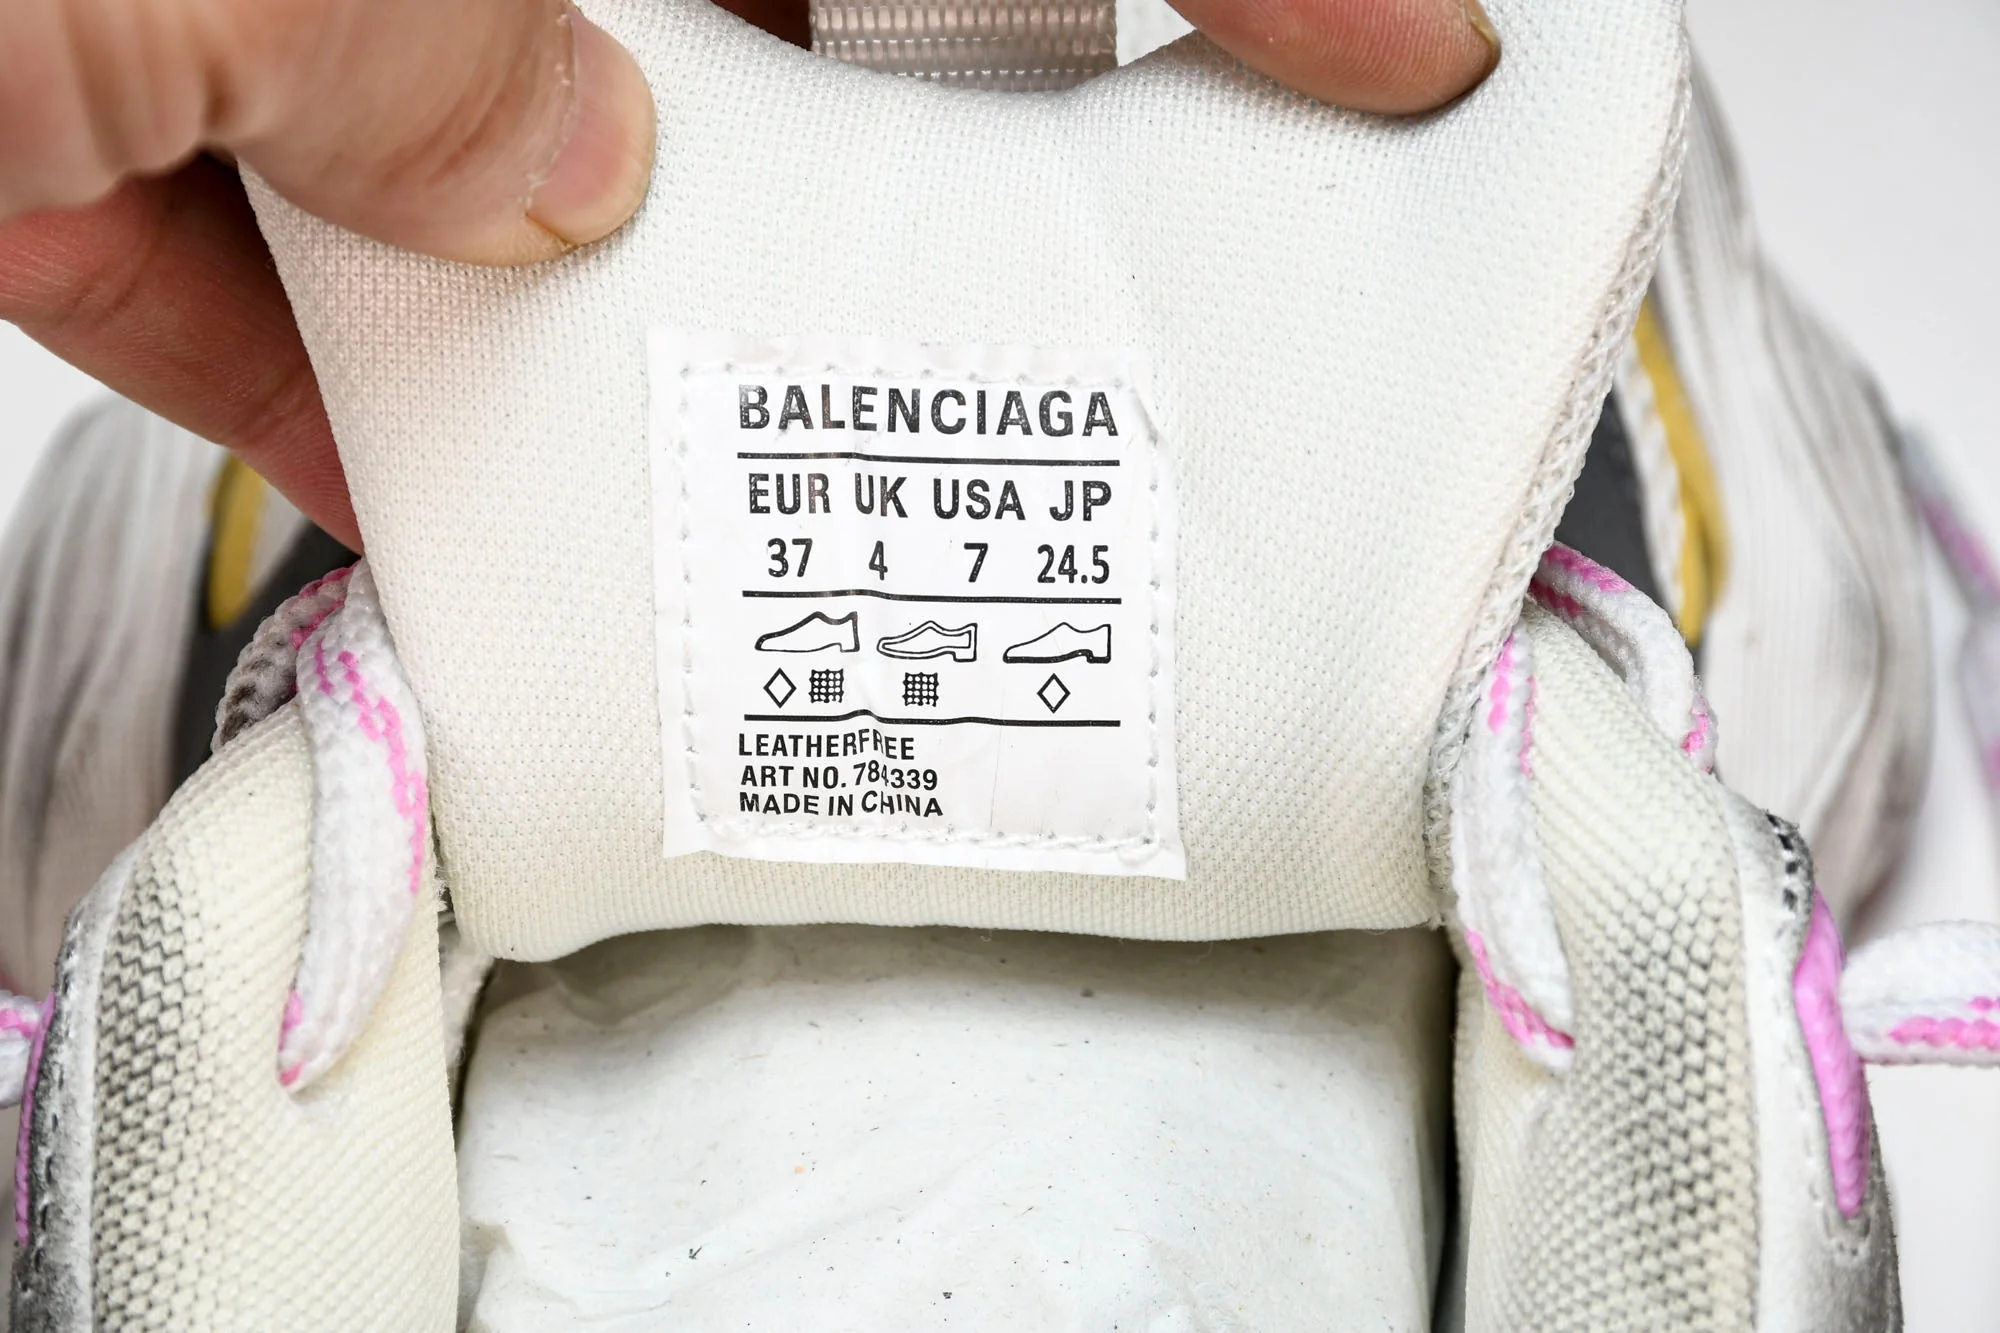 BALENCIAGA
EUR UK USA JP
37 4 7 24.5
LEATHERFREE
ART NO. 784339
MADE IN CHINA